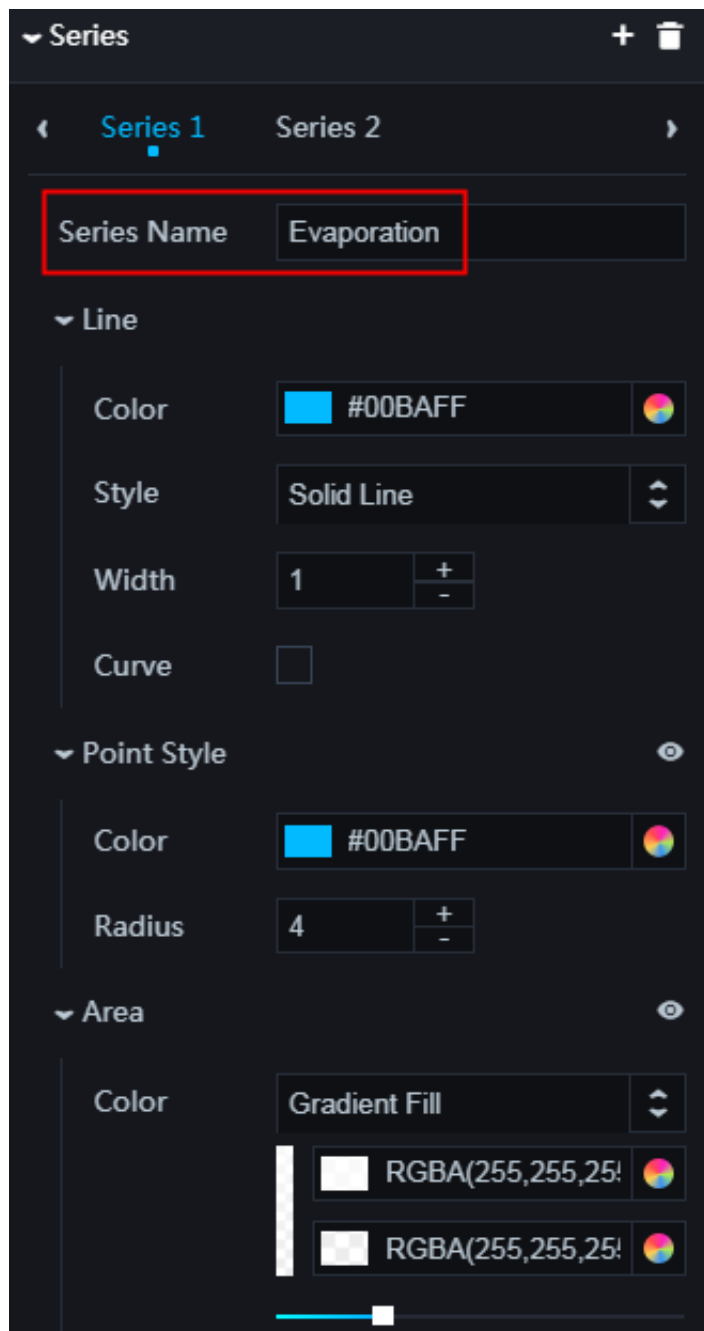 Series
Series 1 Series 2
Series Name Evaporation
Line
Color #00BAFF
Style Solid Line
Width 1 + -
Curve
Point Style
Color #00BAFF
Radius 4 + -
Area
Color Gradient Fill
RGBA(255,255,25
RGBA(255,255,25